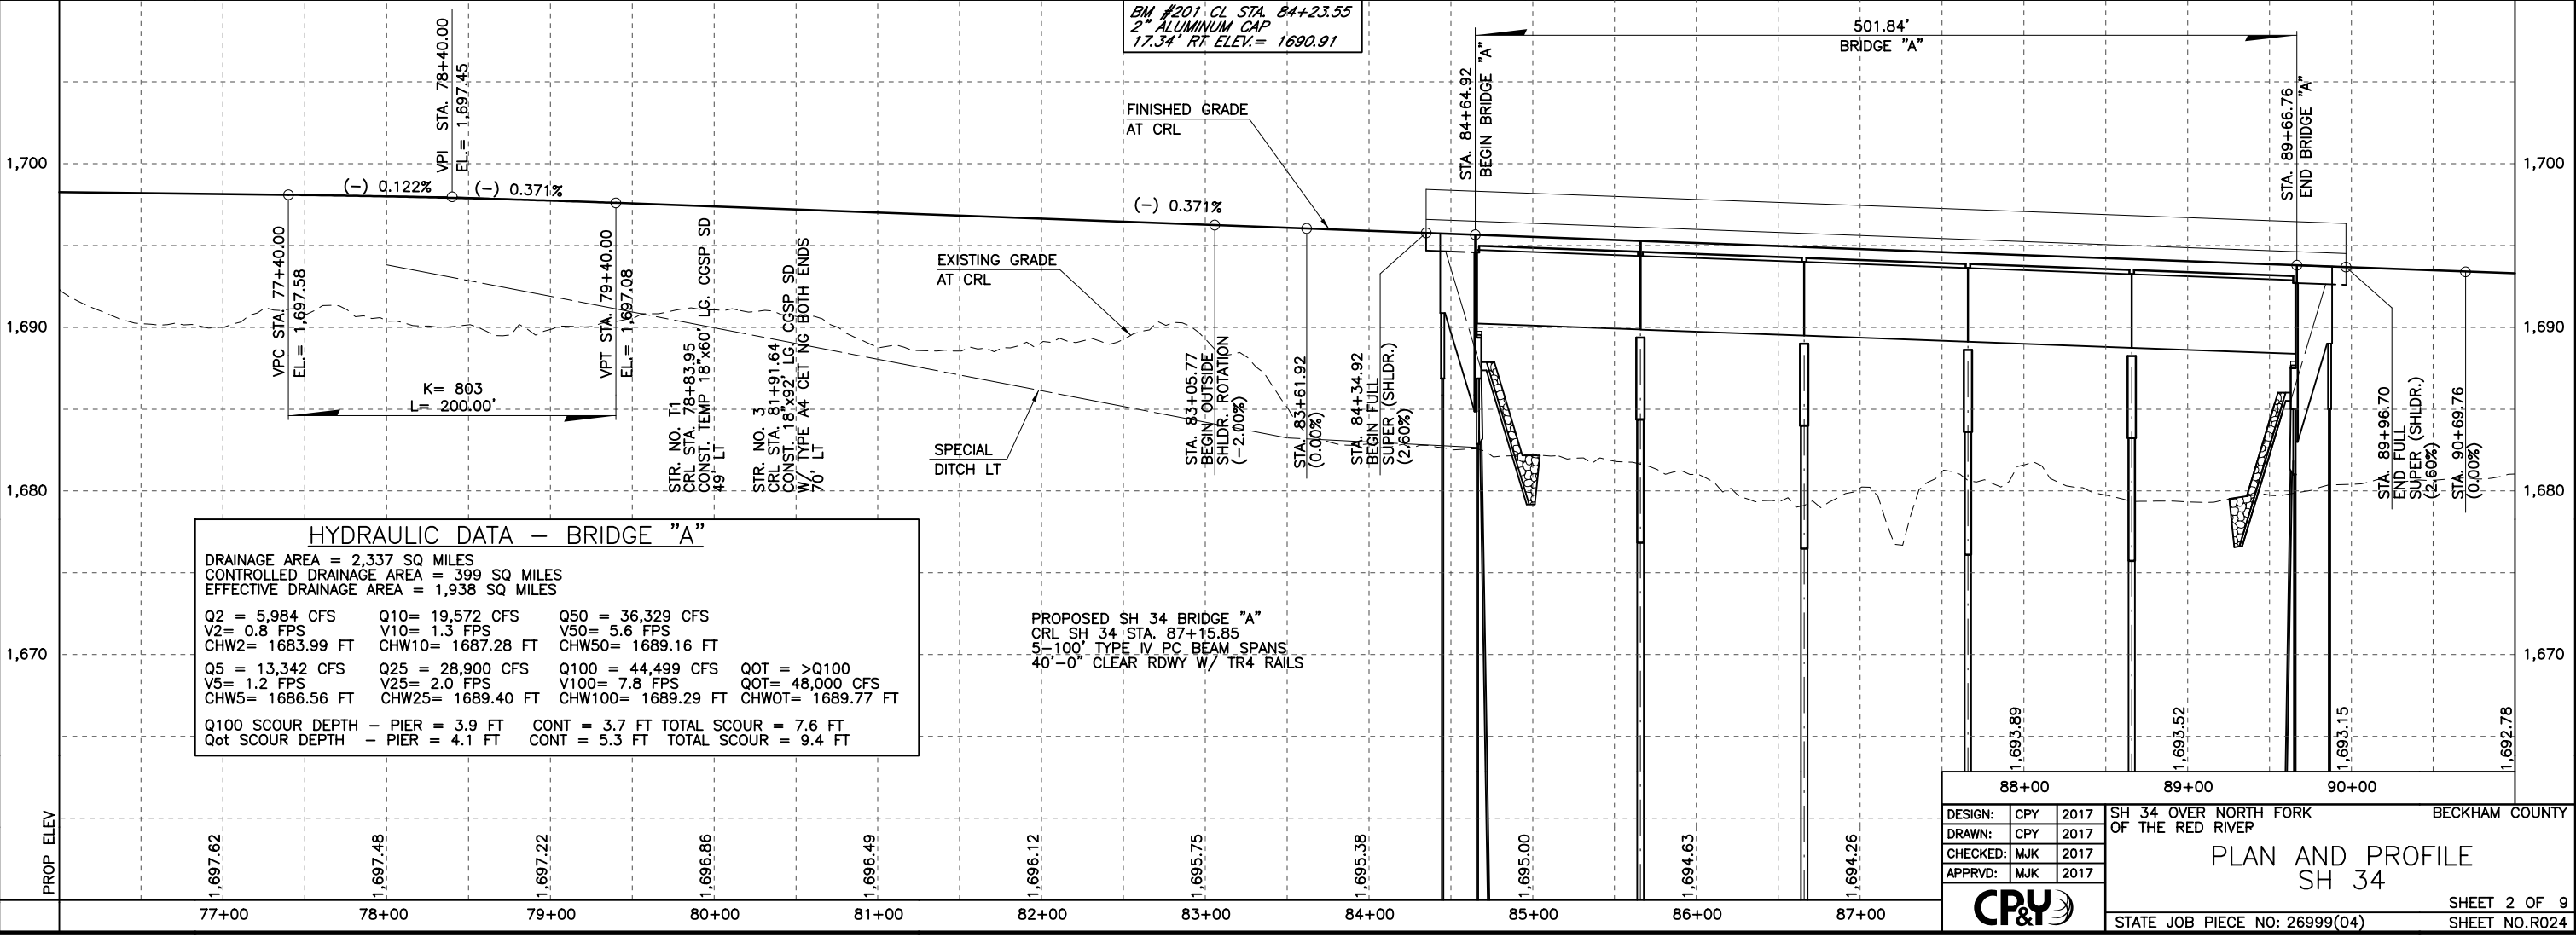 BM #201 CL STA. 84+23.55
2" ALUMINUM CAP
17.34' RT ELEV.= 1690.91
501.84'
BRIDGE "A"
VPI STA. 78+40.00
EL.= 1,697.45
STA. 84+64.92
BEGIN BRIDGE "A"
STA. 89+66.76
END BRIDGE "A"
FINISHED GRADE
AT CRL
1,700
1,700
(-) 0.122%
(-) 0.371%
(-) 0.371%
VPC STA. 77+40.00
EL.= 1,697.58
VPT STA. 79+40.00
EL.= 1,697.08
K= 803
L= 200.00'
STR. NO. T1
CRL STA. 78+83.95
CONST. TEMP 18"x60' LG. CGSP SD
49' LT
STR. NO. 3
CRL STA. 81+91.64
CONST. 18"x92' LG. CGSP SD
W/ TYPE A4 CET NG BOTH ENDS
70' LT
EXISTING GRADE
AT CRL
SPECIAL
DITCH LT
STA. 83+05.77
BEGIN OUTSIDE
SHLDR. ROTATION
(-2.00%)
STA. 83+61.92
(0.00%)
STA. 84+34.92
BEGIN FULL
SUPER (SHLDR.)
(2.60%)
STA. 89+96.70
END FULL
SUPER (SHLDR.)
(2.60%)
STA. 90+69.76
(0.00%)
1,690
1,690
1,680
1,680
1,670
1,670
HYDRAULIC DATA - BRIDGE "A"
DRAINAGE AREA = 2,337 SQ MILES
CONTROLLED DRAINAGE AREA = 399 SQ MILES
EFFECTIVE DRAINAGE AREA = 1,938 SQ MILES
Q2 = 5,984 CFS Q10= 19,572 CFS Q50 = 36,329 CFS
V2= 0.8 FPS V10= 1.3 FPS V50= 5.6 FPS
CHW2= 1683.99 FT CHW10= 1687.28 FT CHW50= 1689.16 FT
Q5 = 13,342 CFS Q25 = 28,900 CFS Q100 = 44,499 CFS QOT = >Q100
V5= 1.2 FPS V25= 2.0 FPS V100= 7.8 FPS QOT= 48,000 CFS
CHW5= 1686.56 FT CHW25= 1689.40 FT CHW100= 1689.29 FT CHWOT= 1689.77 FT
Q100 SCOUR DEPTH - PIER = 3.9 FT CONT = 3.7 FT TOTAL SCOUR = 7.6 FT
Qot SCOUR DEPTH - PIER = 4.1 FT CONT = 5.3 FT TOTAL SCOUR = 9.4 FT
PROPOSED SH 34 BRIDGE "A"
CRL SH 34 STA. 87+15.85
5-100' TYPE IV PC BEAM SPANS
40'-0" CLEAR RDWY W/ TR4 RAILS
PROP ELEV
1,697.62
1,697.48
1,697.22
1,696.86
1,696.49
1,696.12
1,695.75
1,695.38
1,695.00
1,694.63
1,694.26
1,693.89
1,693.52
1,693.15
1,692.78
77+00 78+00 79+00 80+00 81+00 82+00 83+00 84+00 85+00 86+00 87+00
88+00 89+00 90+00
DESIGN: CPY 2017
DRAWN: CPY 2017
CHECKED: MJK 2017
APPRVD: MJK 2017
CP&Y
SH 34 OVER NORTH FORK BECKHAM COUNTY
OF THE RED RIVER
PLAN AND PROFILE
SH 34
SHEET 2 OF 9
STATE JOB PIECE NO: 26999(04) SHEET NO.R024